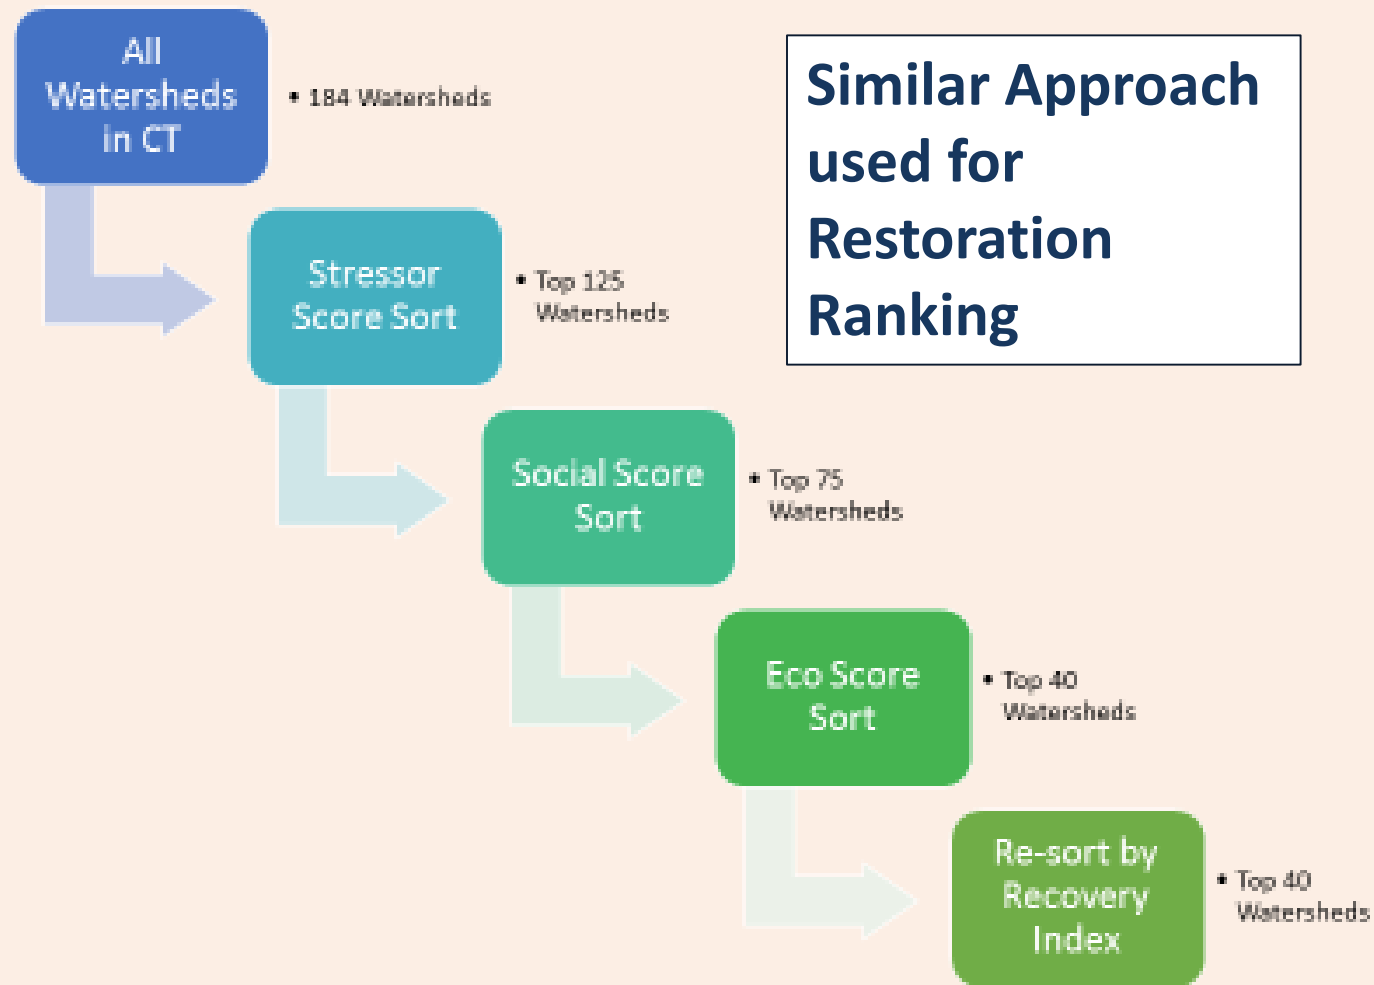 All
Watersheds
in CT
• 184 Watersheds
Similar Approach
used for
Restoration
Ranking
Stressor
Score Sort
• Top 125
Watersheds
Social Score
Sort
• Top 75
Watersheds
Eco Score
Sort
• Top 40
Watersheds
Re-sort by
Recovery
Index
• Top 40
Watersheds